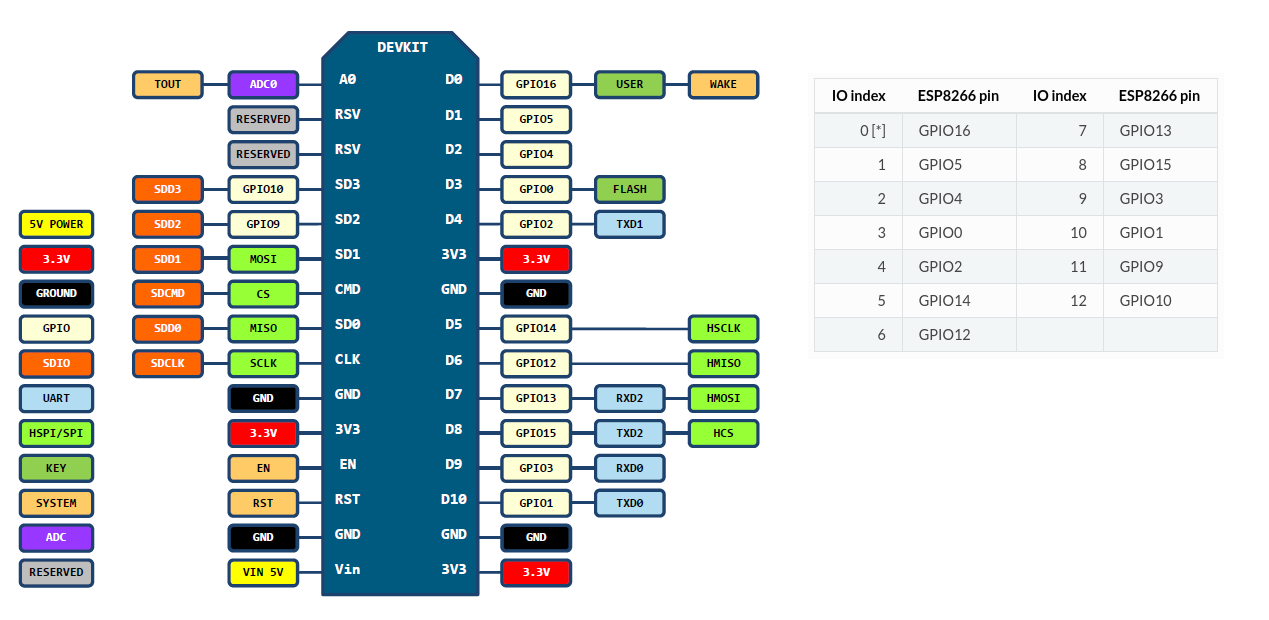 DEVKIT
TOUT ADC0 A0 D0 GPIO16 USER WAKE
RESERVED RSV D1 GPIO5
RESERVED RSV D2 GPIO4
SDD3 GPIO10 SD3 D3 GPIO0 FLASH
5V POWER SDD2 GPIO9 SD2 D4 GPIO2 TXD1
3.3V SDD1 MOSI SD1 3V3 3.3V
GROUND SDCMD CS CMD GND GND
GPIO SDD0 MISO SD0 D5 GPIO14 HSCLK
SDIO SDCLK SCLK CLK D6 GPIO12 HMISO
UART GND GND D7 GPIO13 RXD2 HMOSI
HSPI/SPI 3.3V 3V3 D8 GPIO15 TXD2 HCS
KEY EN EN D9 GPIO3 RXD0
SYSTEM RST RST D10 GPIO1 TXD0
ADC GND GND GND GND
RESERVED VIN 5V Vin 3V3 3.3V
IO index ESP8266 pin IO index ESP8266 pin
0 [*] GPIO16 7 GPIO13
1 GPIO5 8 GPIO15
2 GPIO4 9 GPIO3
3 GPIO0 10 GPIO1
4 GPIO2 11 GPIO9
5 GPIO14 12 GPIO10
6 GPIO12